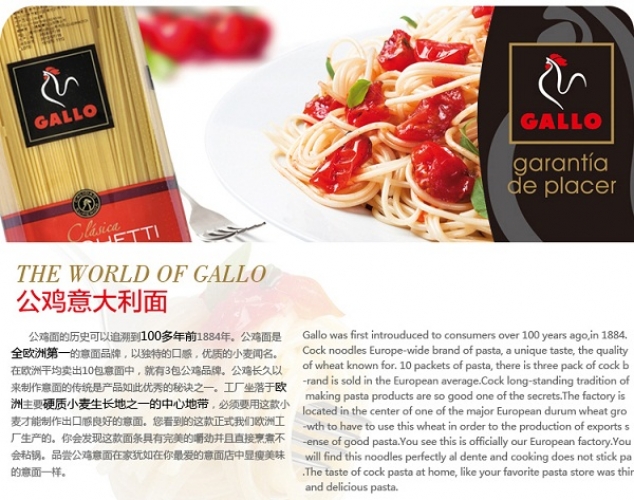 GALLO
Clásica
GALLO
garantía
de placer
THE WORLD OF GALLO
公鸡意大利面
公鸡面的历史可以追溯到100多年前1884年。公鸡面是
全欧洲第一的意面品牌，以独特的口感，优质的小麦闻名。
在欧洲平均卖出10包意面中，就有3包公鸡品牌。公鸡长久以
来制作意面的传统是产品如此优秀的秘诀之一。工厂坐落于欧
洲主要硬质小麦生长地之一的中心地带，必须要用这款小
麦才能制作出口感良好的意面。您看到的这款正式我们欧洲工
厂生产的。你会发现这款面条具有完美的嚼劲并且直接烹煮不
会粘锅。品尝公鸡意面在家犹如在你最爱的意面店中显瘦美味
的意面一样。
Gallo was first introuduced to consumers over 100 years ago,in 1884.
Cock noodles Europe-wide brand of pasta, a unique taste, the quality
of wheat known for. 10 packets of pasta, there is three pack of cock b
-rand is sold in the European average.Cock long-standing tradition of
making pasta products are so good one of the secrets.The factory is
located in the center of one of the major European durum wheat gro
-wth to have to use this wheat in order to the production of exports s
-ense of good pasta.You see this is officially our European factory.You
will find this noodles perfectly al dente and cooking does not stick pa
.The taste of cock pasta at home, like your favorite pasta store was thir
and delicious pasta.